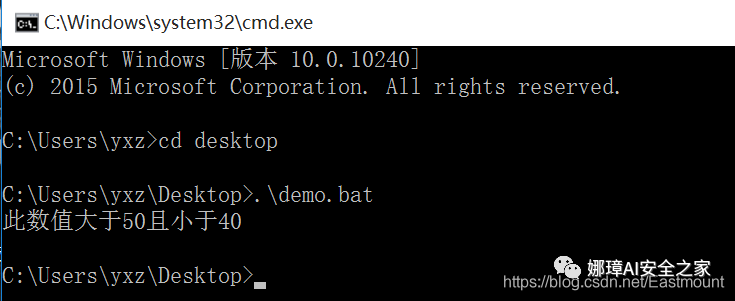 C:\Windows\system32\cmd.exe
Microsoft Windows [版本 10.0.10240]
(c) 2015 Microsoft Corporation. All rights reserved.
C:\Users\yxz>cd desktop
C:\Users\yxz\Desktop>.\demo.bat
此数值大于50且小于40
C:\Users\yxz\Desktop>
娜璋AI安全之家
https://blog.csdn.net/Eastmount